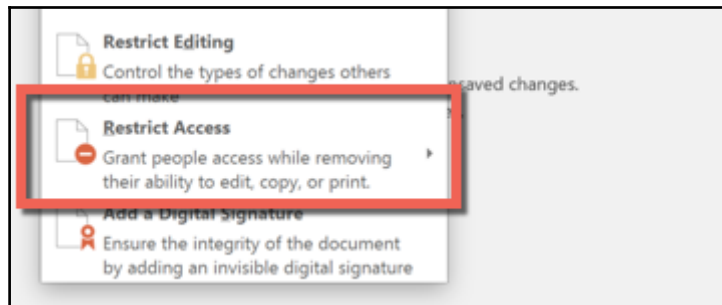 Restrict Editing
Control the types of changes others
can make
nsaved changes.
Restrict Access
Grant people access while removing
their ability to edit, copy, or print.
Add a Digital Signature
Ensure the integrity of the document
by adding an invisible digital signature